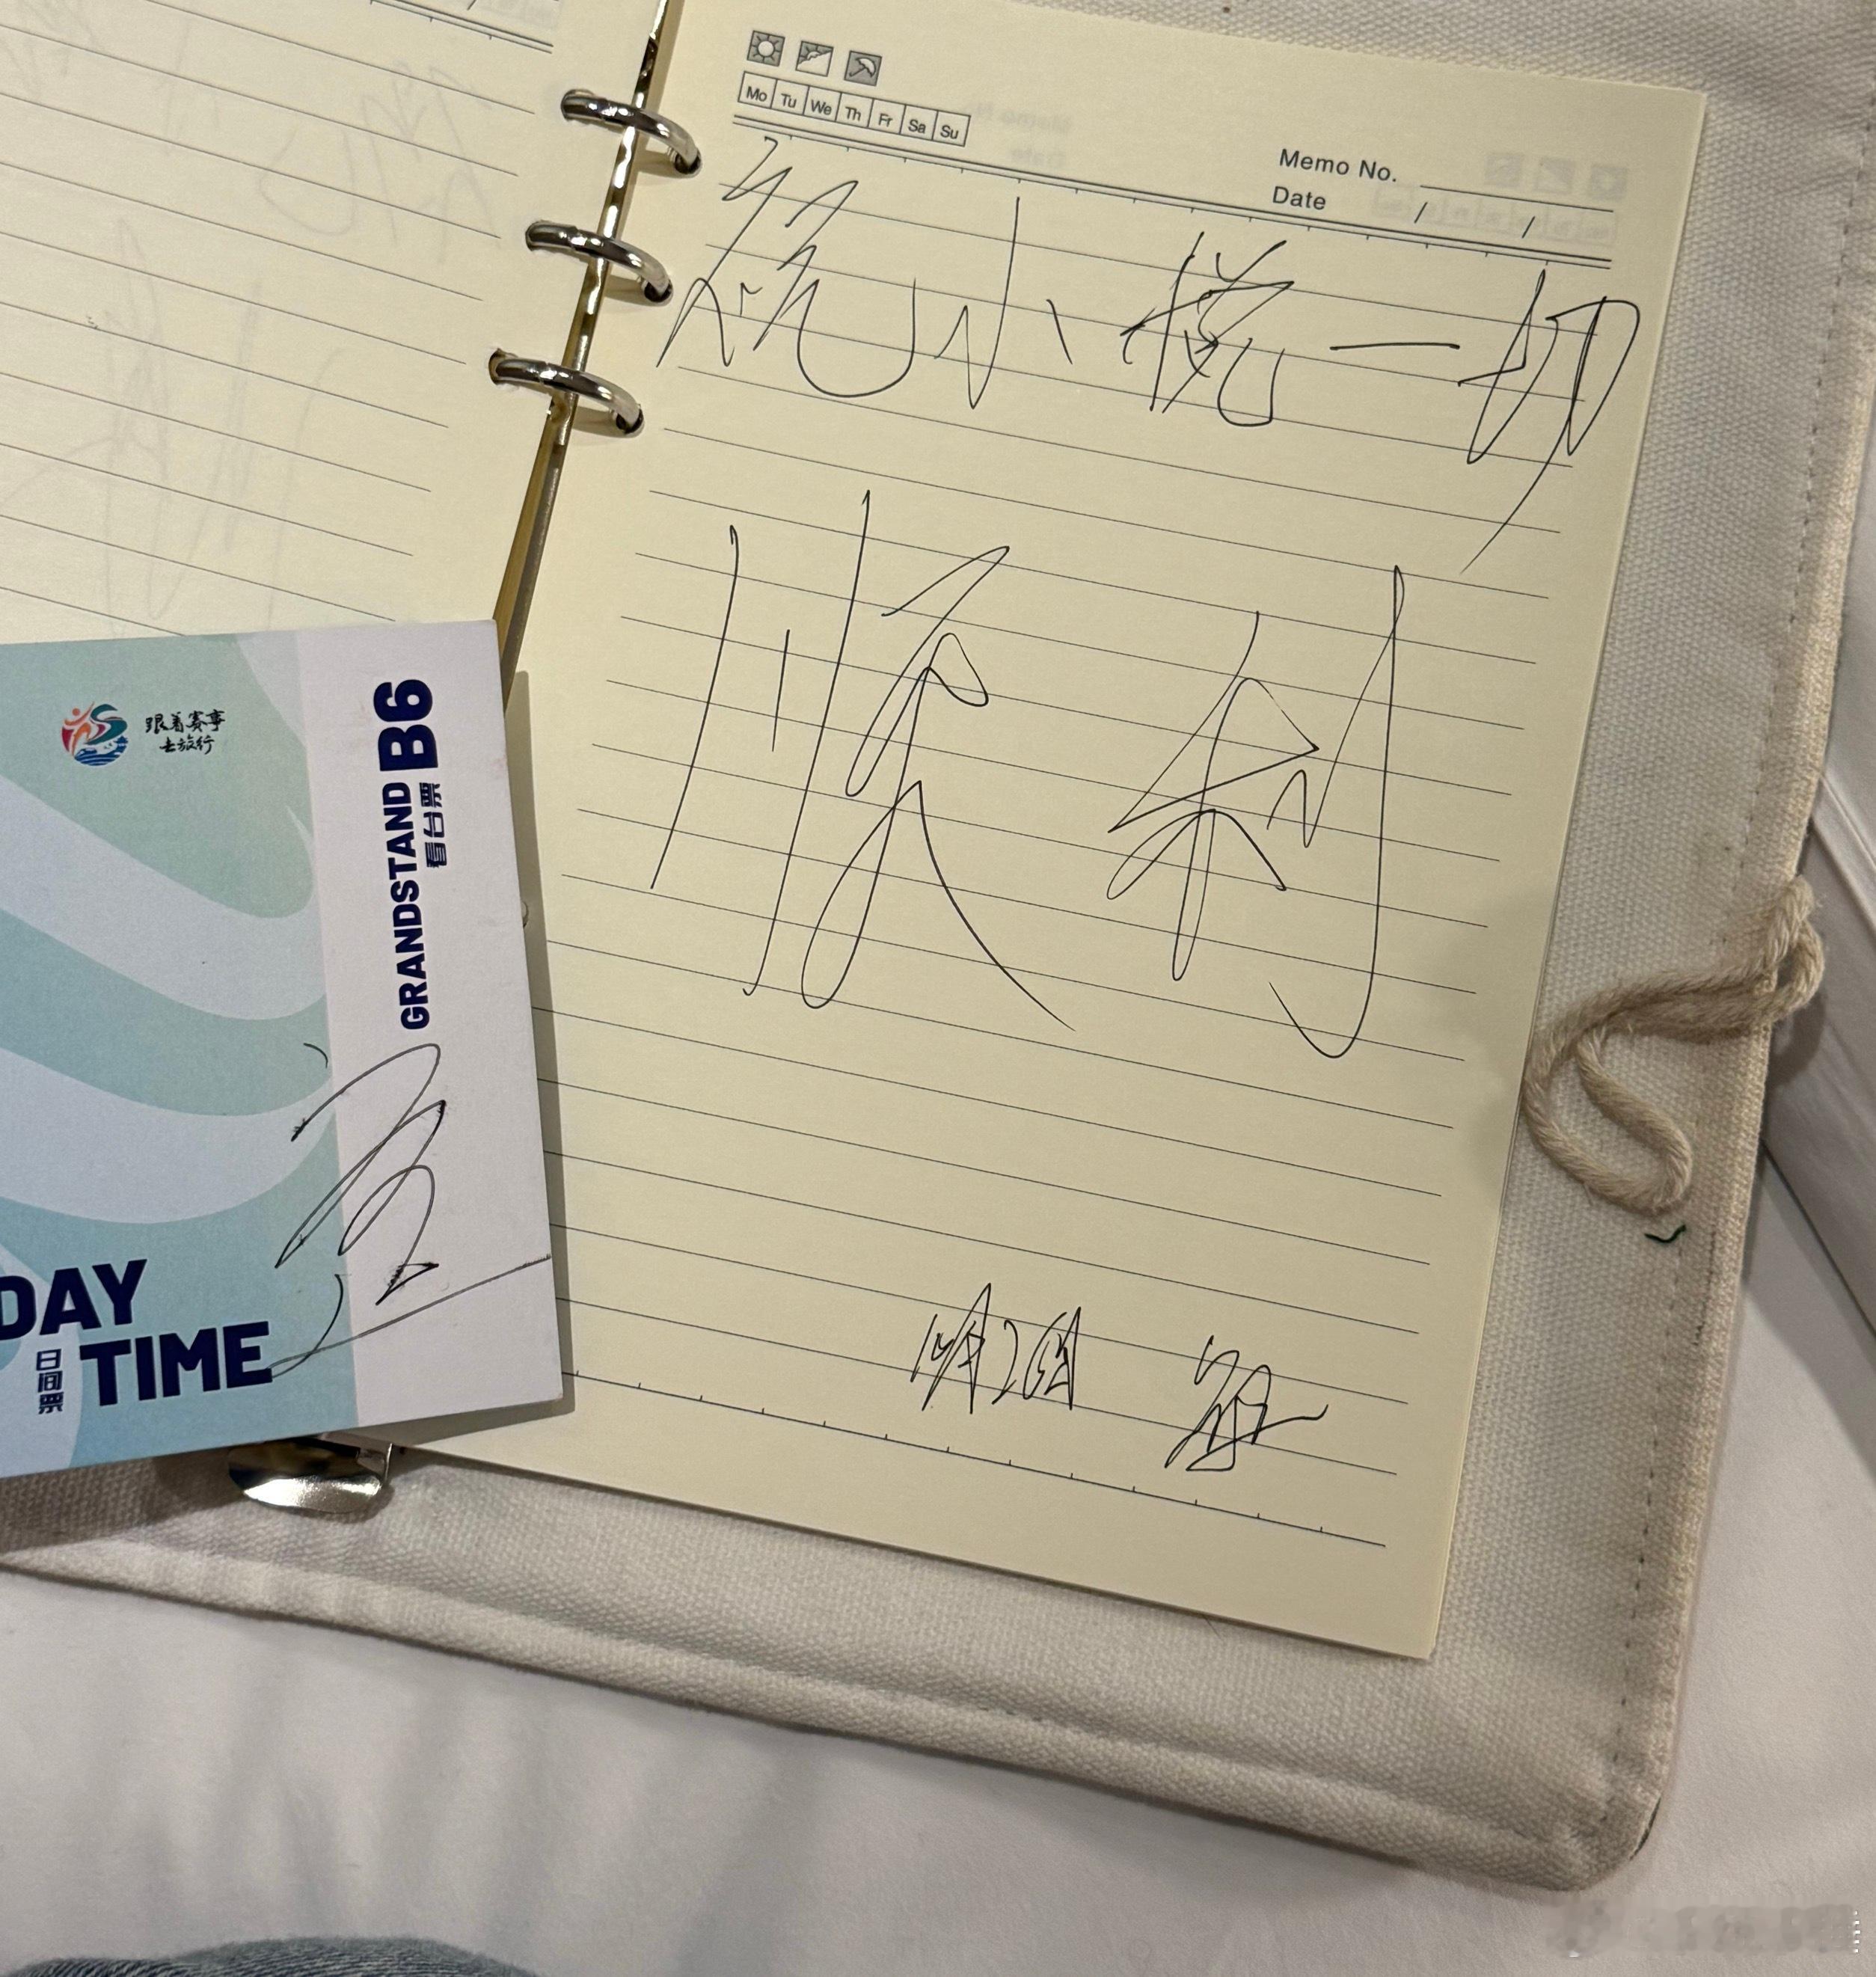 Mo Tu We Th Fr Sa Su
Memo No.
Date / /
祝小悦一切
顺利
跟着赛事
去旅行
GRANDSTAND B6
看台票
DAY
TIME
日间票